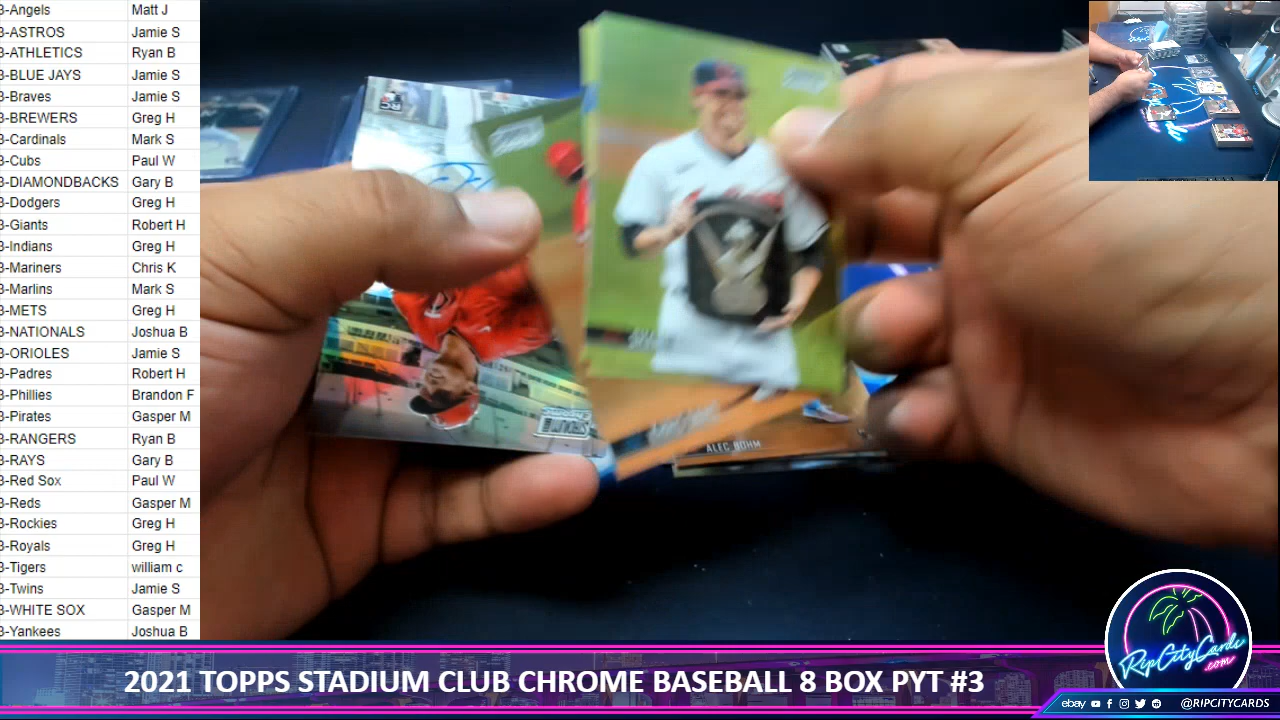 3-Angels Matt J
3-ASTROS Jamie S
3-ATHLETICS Ryan B
3-BLUE JAYS Jamie S
3-Braves Jamie S
3-BREWERS Greg H
3-Cardinals Mark S
3-Cubs Paul W
3-DIAMONDBACKS Gary B
3-Dodgers Greg H
3-Giants Robert H
3-Indians Greg H
3-Mariners Chris K
3-Marlins Mark S
3-METS Greg H
3-NATIONALS Joshua B
3-ORIOLES Jamie S
3-Padres Robert H
3-Phillies Brandon F
3-Pirates Gasper M
3-RANGERS Ryan B
3-RAYS Gary B
3-Red Sox Paul W
3-Reds Gasper M
3-Rockies Greg H
3-Royals Greg H
3-Tigers william c
3-Twins Jamie S
3-WHITE SOX Gasper M
3-Yankees Joshua B
RC
ALEC BOHM
RipCityCards
.com
2021 TOPPS STADIUM CLUB CHROME BASEBALL 8 BOX PYT #3
ebay @RIPCITYCARDS